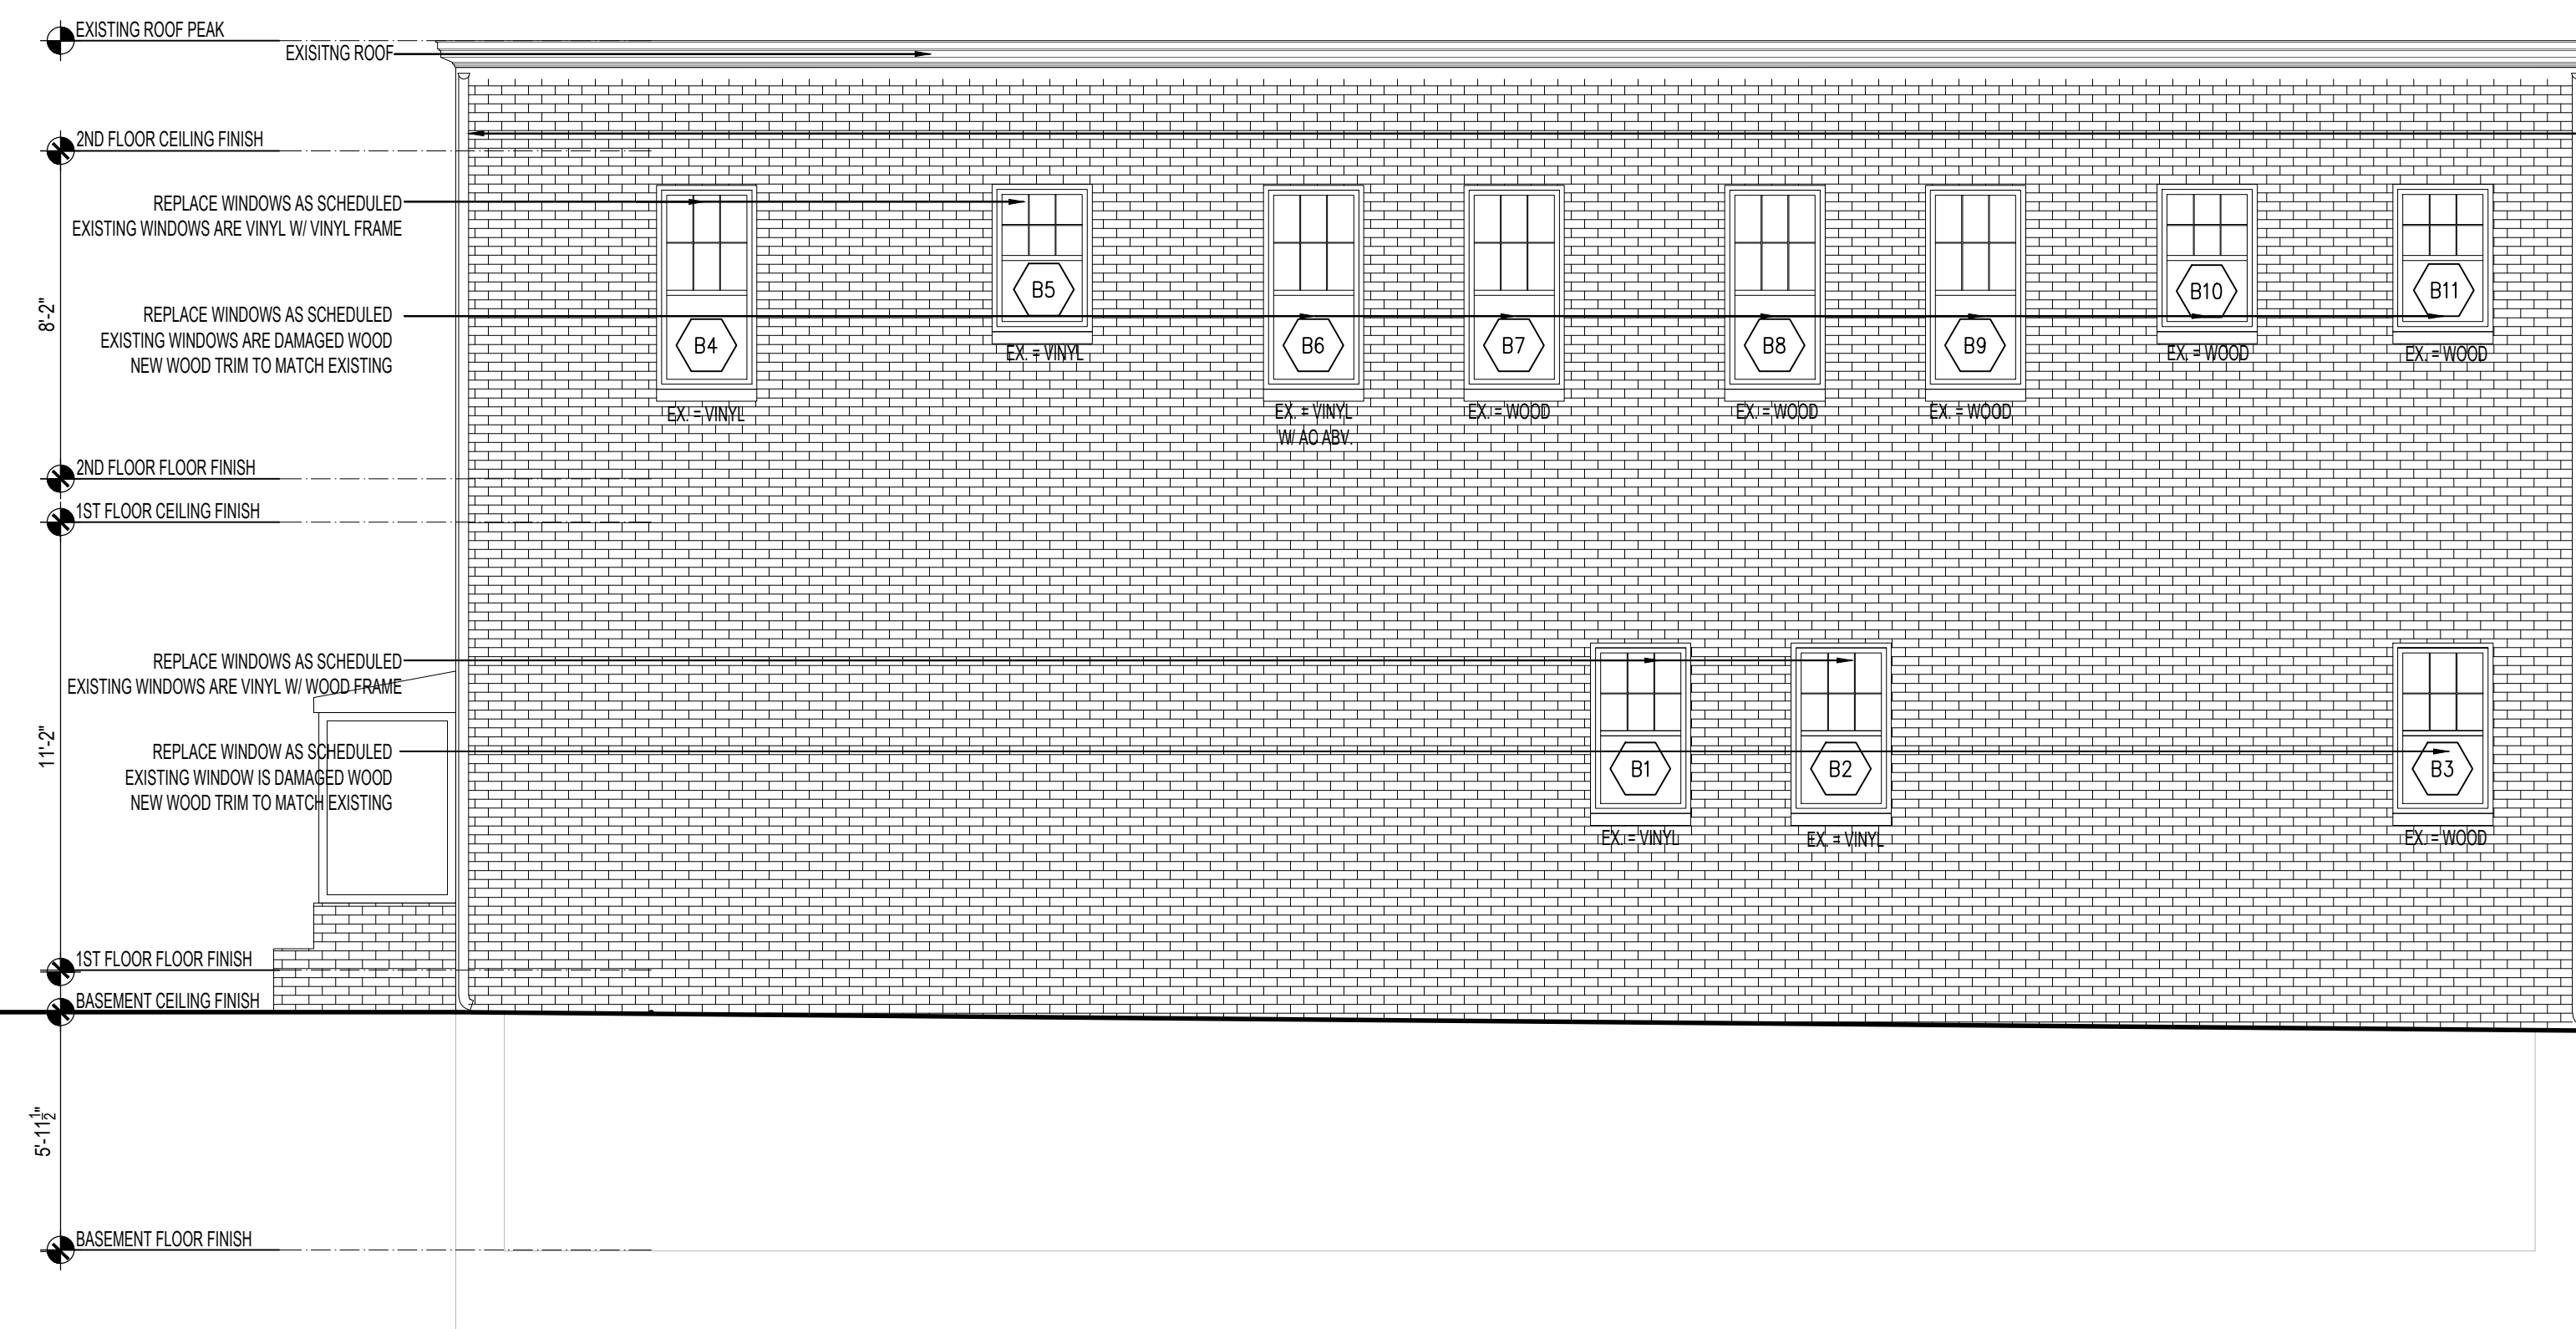 EXISTING ROOF PEAK
EXISITNG ROOF
2ND FLOOR CEILING FINISH
REPLACE WINDOWS AS SCHEDULED
EXISTING WINDOWS ARE VINYL W/ VINYL FRAME
8'-2"
REPLACE WINDOWS AS SCHEDULED
EXISTING WINDOWS ARE DAMAGED WOOD
NEW WOOD TRIM TO MATCH EXISTING
B4
B5
B6
B7
B8
B9
B10
B11
EX. = VINYL
EX. = VINYL
EX. = VINYL
W/ AC ABV.
EX. = WOOD
EX. = WOOD
EX. = WOOD
EX. = WOOD
EX. = WOOD
2ND FLOOR FLOOR FINISH
1ST FLOOR CEILING FINISH
REPLACE WINDOWS AS SCHEDULED
EXISTING WINDOWS ARE VINYL W/ WOOD FRAME
11'-2"
REPLACE WINDOW AS SCHEDULED
EXISTING WINDOW IS DAMAGED WOOD
NEW WOOD TRIM TO MATCH EXISTING
B1
B2
B3
EX. = VINYL
EX. = VINYL
EX. = WOOD
1ST FLOOR FLOOR FINISH
BASEMENT CEILING FINISH
5'-11 1/2"
BASEMENT FLOOR FINISH